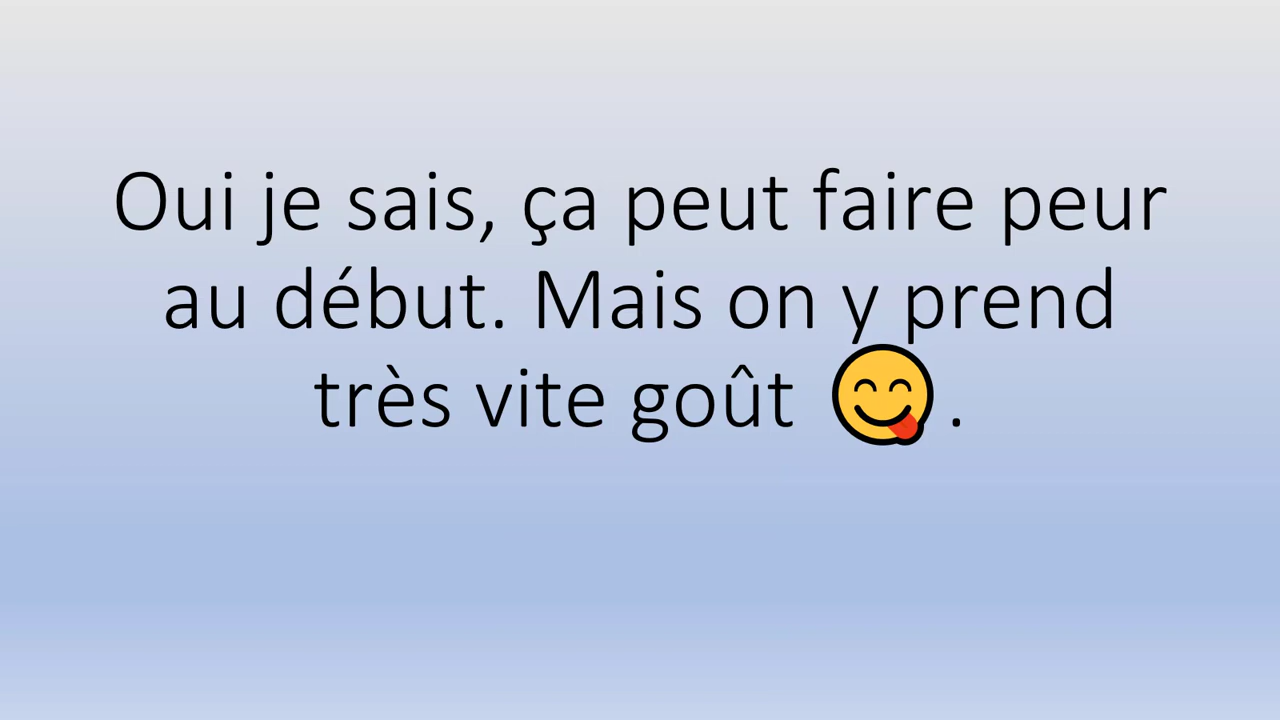 Oui je sais, ça peut faire peur
au début. Mais on y prend
très vite goût 😋.